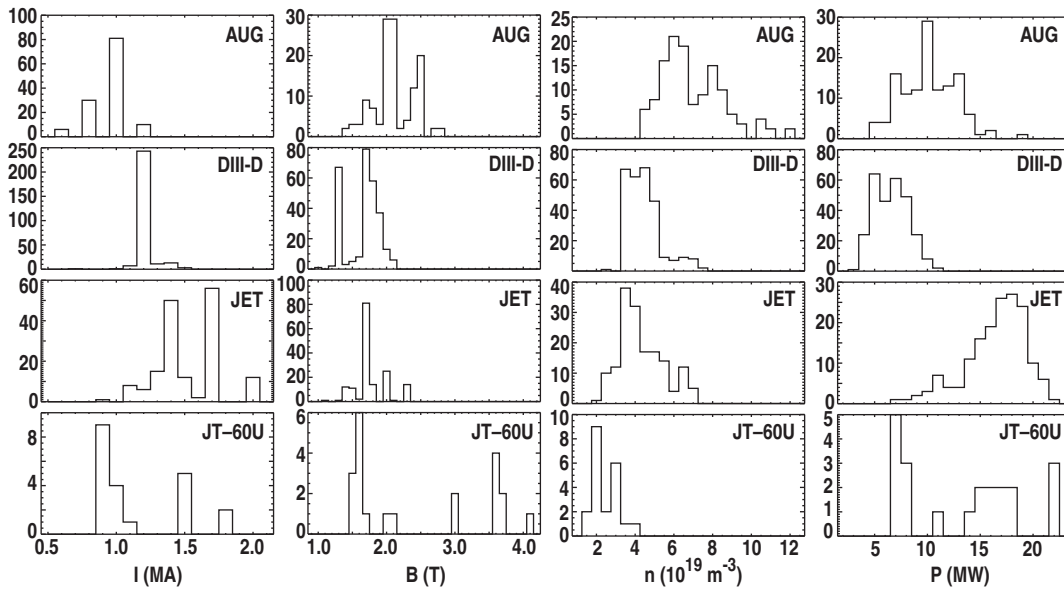 100 80 60 40 20 0 AUG
30 20 10 0 AUG
25 20 15 10 5 0 AUG
30 20 10 0 AUG
250 200 150 100 50 0 DIII-D
80 60 40 20 0 DIII-D
80 60 40 20 0 DIII-D
80 60 40 20 0 DIII-D
60 40 20 0 JET
100 80 60 40 20 0 JET
40 30 20 10 0 JET
30 20 10 0 JET
8 4 0 JT–60U
6 4 2 0 JT–60U
10 8 6 4 2 0 JT–60U
5 4 3 2 1 0 JT–60U
0.5 1.0 1.5 2.0
1.0 2.0 3.0 4.0
2 4 6 8 10 12
5 10 15 20
I (MA)
B (T)
n (10¹⁹ m⁻³)
P (MW)